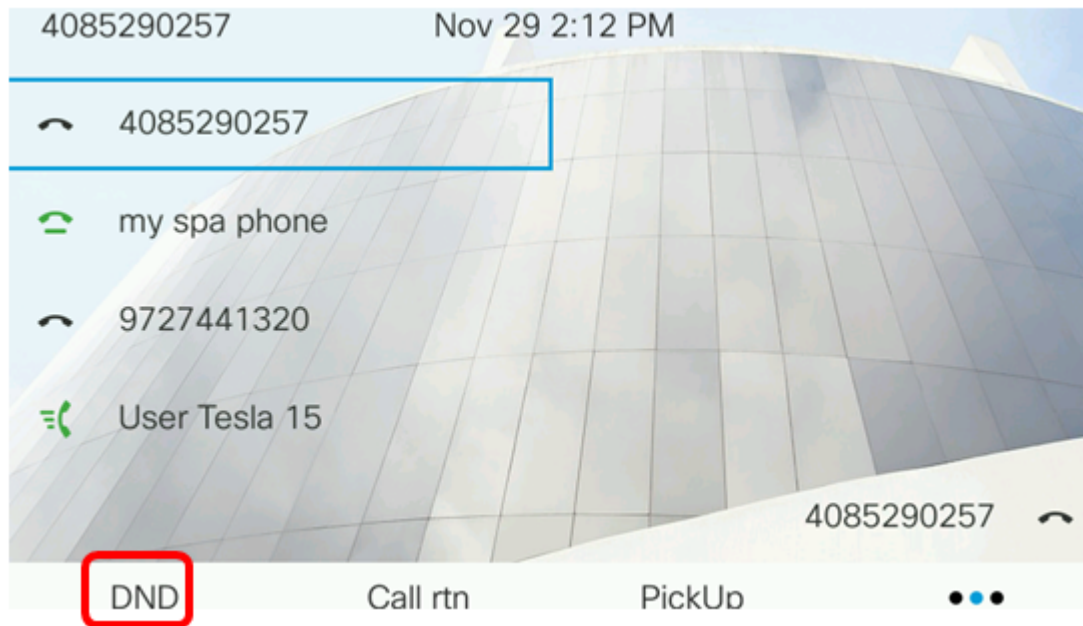 4085290257 Nov 29 2:12 PM
4085290257
my spa phone
9727441320
User Tesla 15
4085290257
DND Call rtn PickUp